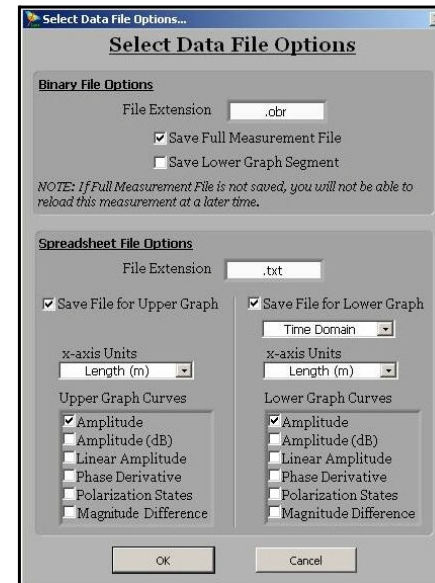 Select Data File Options...
Select Data File Options
Binary File Options
File Extension .obr
Save Full Measurement File
Save Lower Graph Segment
NOTE: If Full Measurement File is not saved, you will not be able to
reload this measurement at a later time.
Spreadsheet File Options
File Extension .txt
Save File for Upper Graph
x-axis Units
Length (m)
Upper Graph Curves
Amplitude
Amplitude (dB)
Linear Amplitude
Phase Derivative
Polarization States
Magnitude Difference
Save File for Lower Graph
Time Domain
x-axis Units
Length (m)
Lower Graph Curves
Amplitude
Amplitude (dB)
Linear Amplitude
Phase Derivative
Polarization States
Magnitude Difference
OK Cancel